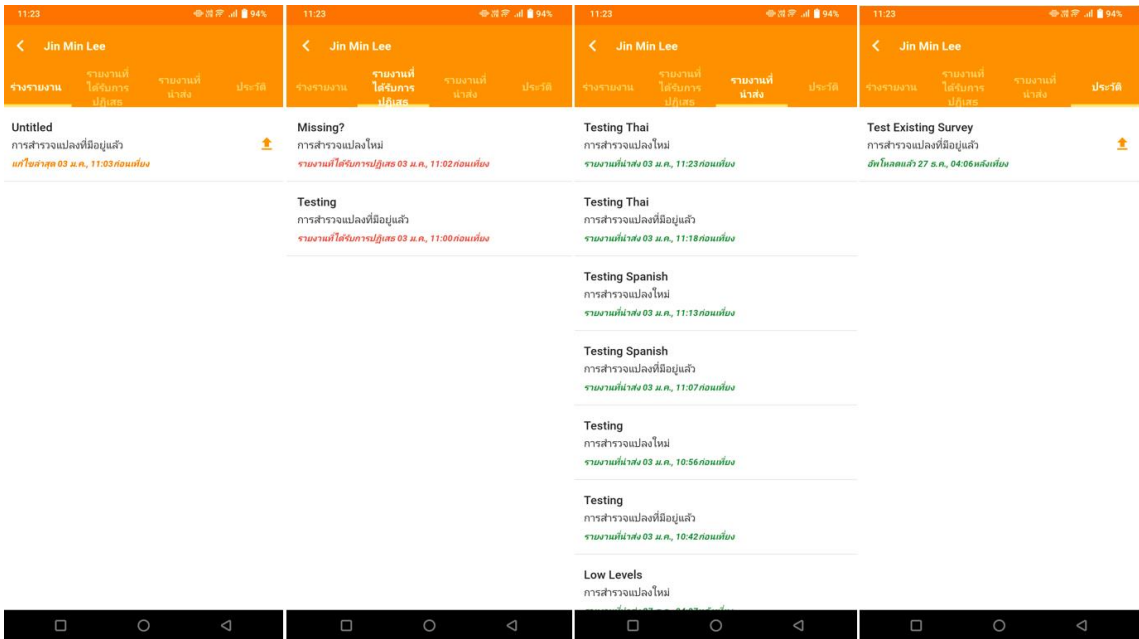 11:23
94%
Jin Min Lee
ร่างรายงาน
รายงานที่
ได้รับการ
ปฏิเสธ
รายงานที่
นำส่ง
ประวัติ
Untitled
การสำรวจแปลงที่มีอยู่แล้ว
แก้ไขล่าสุด 03 ม.ค., 11:03ก่อนเที่ยง
11:23
94%
Jin Min Lee
ร่างรายงาน
รายงานที่
ได้รับการ
ปฏิเสธ
รายงานที่
นำส่ง
ประวัติ
Missing?
การสำรวจแปลงใหม่
รายงานที่ได้รับการปฏิเสธ 03 ม.ค., 11:02ก่อนเที่ยง
Testing
การสำรวจแปลงที่มีอยู่แล้ว
รายงานที่ได้รับการปฏิเสธ 03 ม.ค., 11:00ก่อนเที่ยง
11:23
94%
Jin Min Lee
ร่างรายงาน
รายงานที่
ได้รับการ
ปฏิเสธ
รายงานที่
นำส่ง
ประวัติ
Testing Thai
การสำรวจแปลงใหม่
รายงานที่นำส่ง 03 ม.ค., 11:23ก่อนเที่ยง
Testing Thai
การสำรวจแปลงที่มีอยู่แล้ว
รายงานที่นำส่ง 03 ม.ค., 11:18ก่อนเที่ยง
Testing Spanish
การสำรวจแปลงใหม่
รายงานที่นำส่ง 03 ม.ค., 11:13ก่อนเที่ยง
Testing Spanish
การสำรวจแปลงที่มีอยู่แล้ว
รายงานที่นำส่ง 03 ม.ค., 11:07ก่อนเที่ยง
Testing
การสำรวจแปลงใหม่
รายงานที่นำส่ง 03 ม.ค., 10:56ก่อนเที่ยง
Testing
การสำรวจแปลงที่มีอยู่แล้ว
รายงานที่นำส่ง 03 ม.ค., 10:42ก่อนเที่ยง
Low Levels
การสำรวจแปลงใหม่
11:23
94%
Jin Min Lee
ร่างรายงาน
รายงานที่
ได้รับการ
ปฏิเสธ
รายงานที่
นำส่ง
ประวัติ
Test Existing Survey
การสำรวจแปลงที่มีอยู่แล้ว
อัพโหลดแล้ว 27 ธ.ค., 04:06หลังเที่ยง